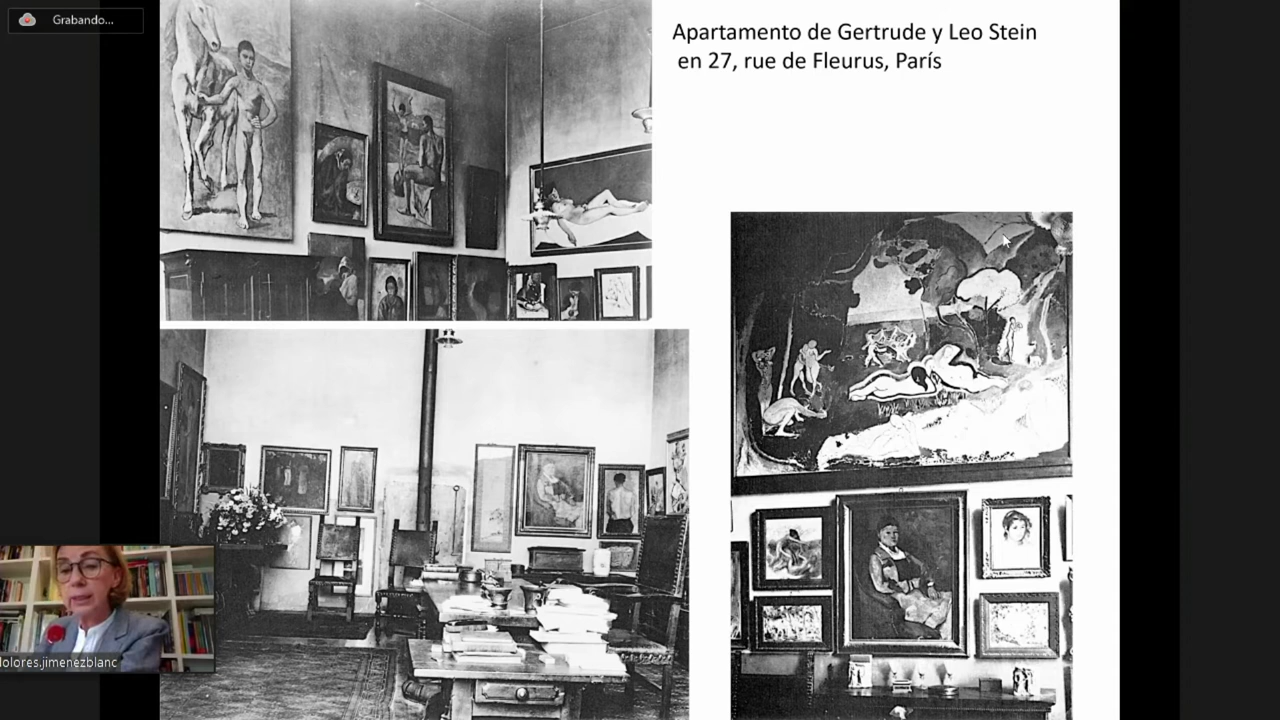 Grabando...
Apartamento de Gertrude y Leo Stein
en 27, rue de Fleurus, París
dolores.jimenezblanc